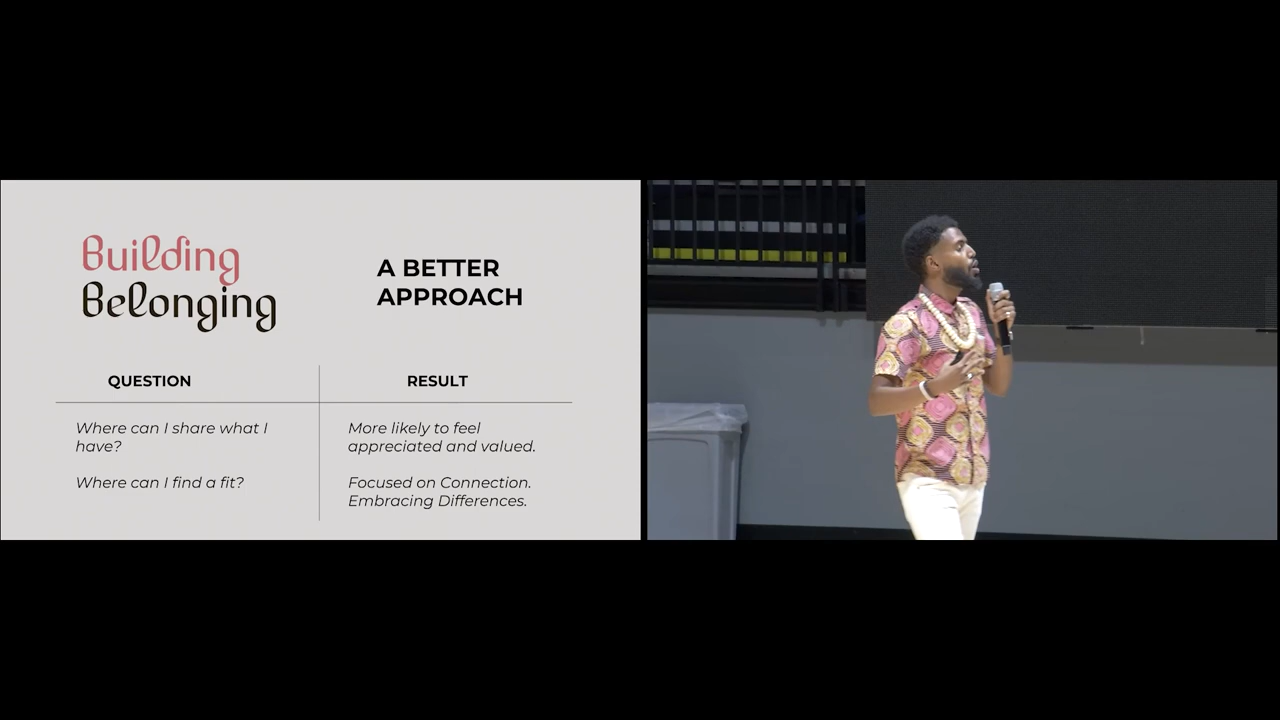 Building
Belonging
A BETTER
APPROACH
QUESTION
RESULT
Where can I share what I
have?
Where can I find a fit?
More likely to feel
appreciated and valued.
Focused on Connection.
Embracing Differences.